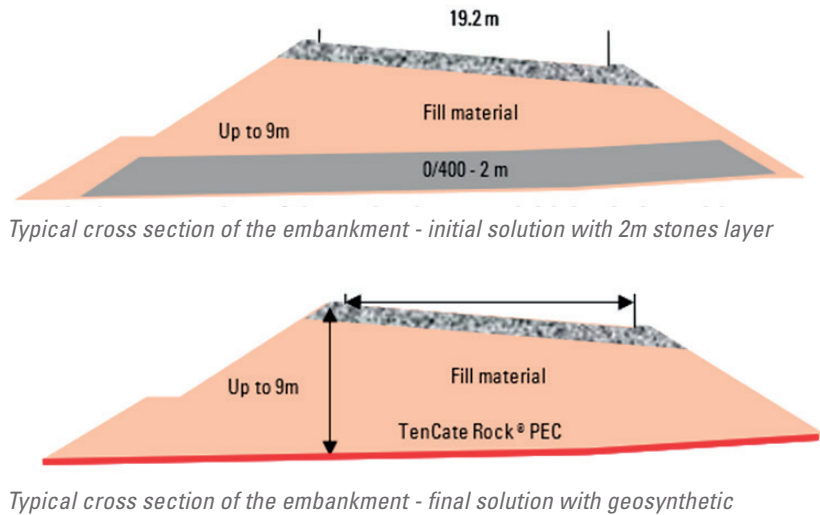 19.2 m
Fill material
Up to 9m
0/400 - 2 m
Typical cross section of the embankment - initial solution with 2m stones layer
Fill material
Up to 9m
TenCate Rock® PEC
Typical cross section of the embankment - final solution with geosynthetic